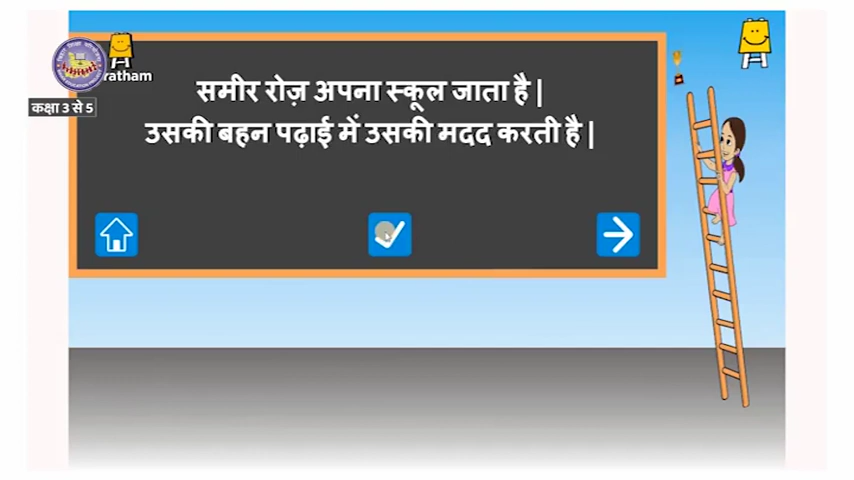 समीर रोज़ अपना स्कूल जाता है |
उसकी बहन पढ़ाई में उसकी मदद करती है |
ratham
कक्षा 3 से 5